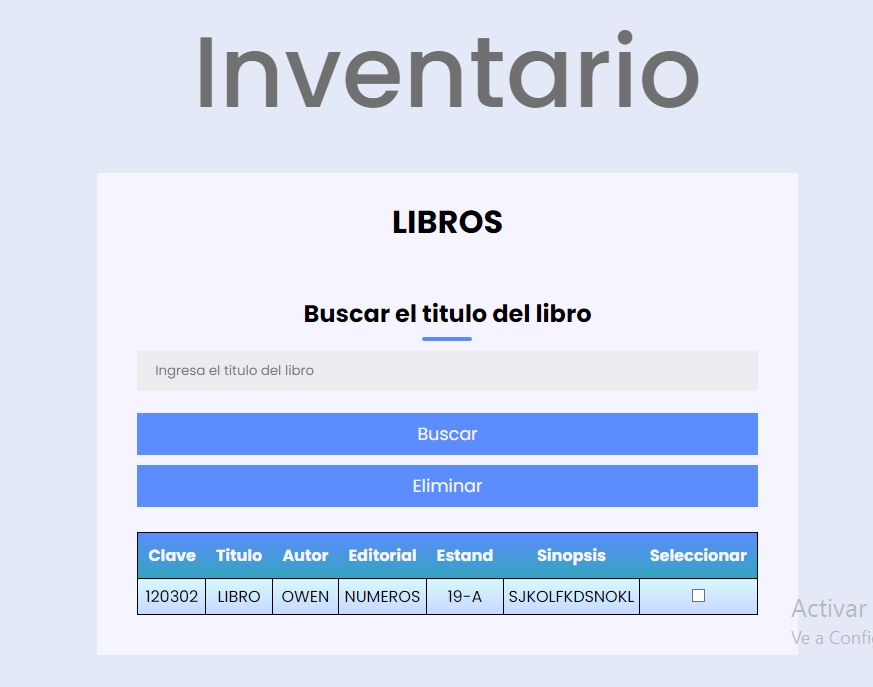 Inventario
LIBROS
Buscar el titulo del libro
Ingresa el titulo del libro
Buscar
Eliminar
Clave Titulo Autor Editorial Estand Sinopsis Seleccionar
120302 LIBRO OWEN NUMEROS 19-A SJKOLFKDSNOKL
Activar
Ve a Confi